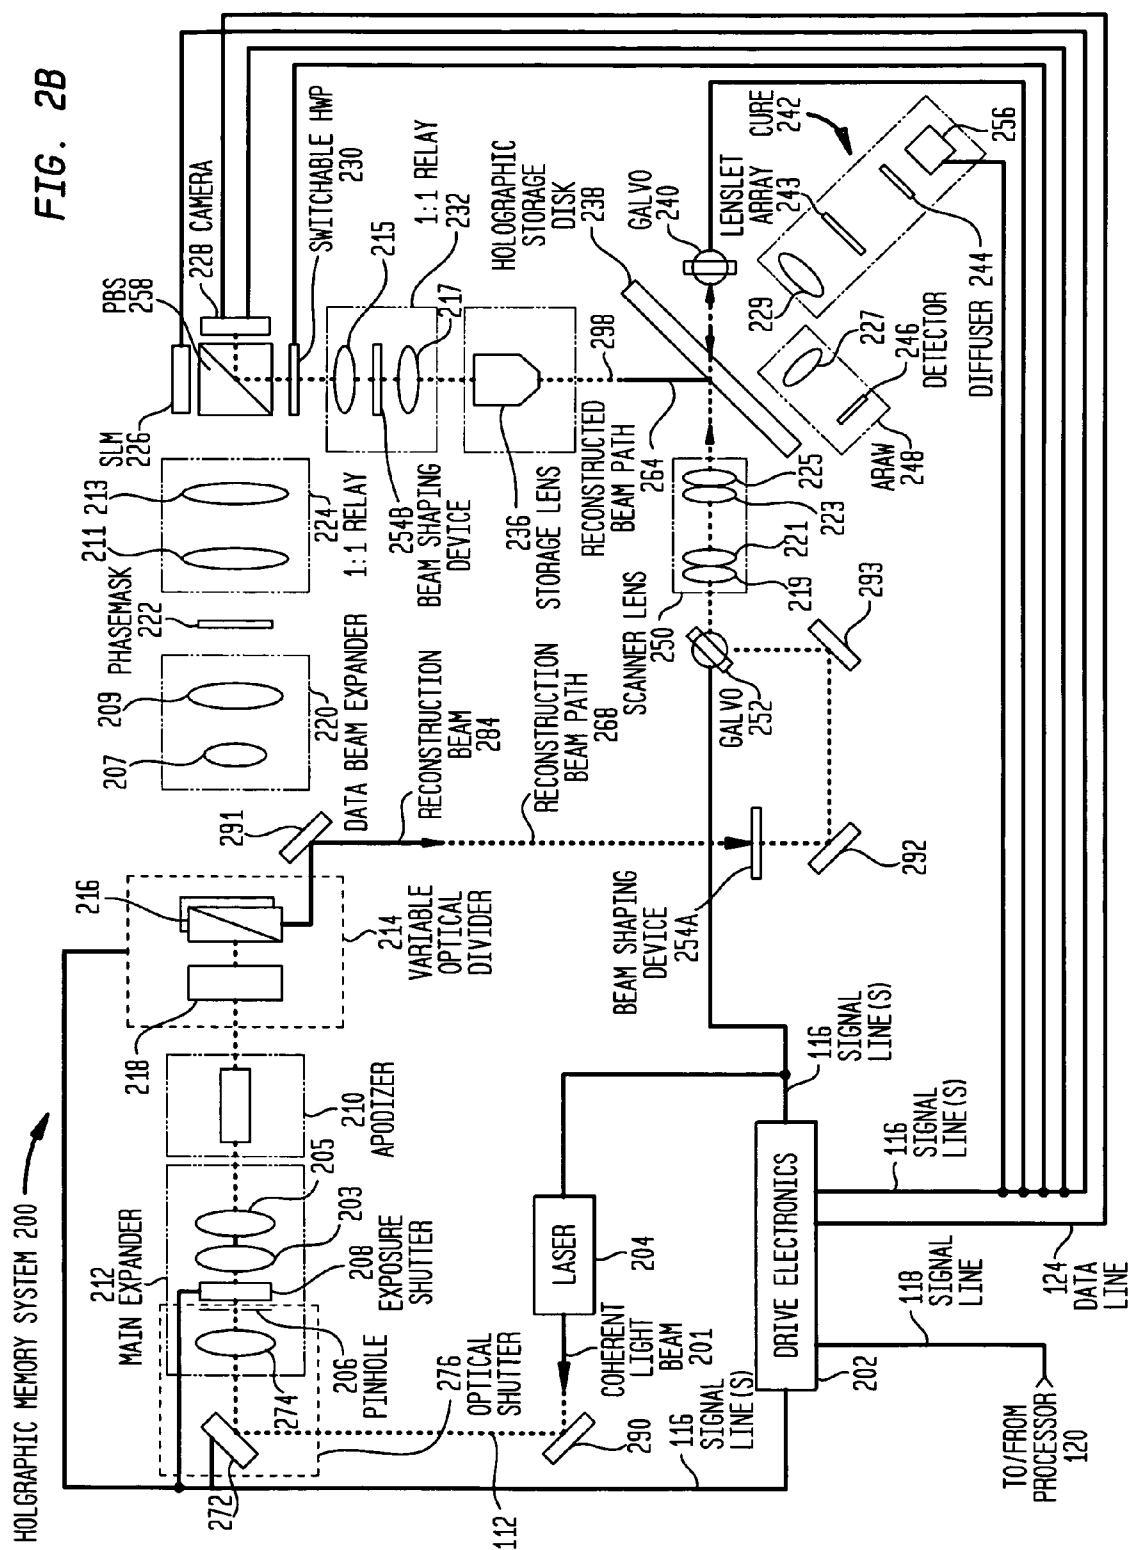 FIG. 2B
HOLGRAPHIC MEMORY SYSTEM 200
212
MAIN EXPANDER
274
206
PINHOLE
208
EXPOSURE
SHUTTER
203
205
210
APODIZER
218
216
214
VARIABLE
OPTICAL
DIVIDER
291
207
209
220
DATA BEAM EXPANDER
PHASEMASK
222
211
213
224
1:1 RELAY
SLM
226
PBS
258
228 CAMERA
SWITCHABLE HWP
230
272
276
OPTICAL
SHUTTER
112
290
RECONSTRUCTION
BEAM
284
RECONSTRUCTION
BEAM PATH
268
254B
BEAM SHAPING
DEVICE
215
1:1 RELAY
232
217
236
STORAGE LENS
HOLOGRAPHIC
STORAGE
DISK
238
298
RECONSTRUCTED
BEAM PATH
264
GALVO
240
LENSLET
ARRAY
243
CURE
242
256
229
227
246
DETECTOR
DIFFUSER 244
ARAW
248
225
223
221
219
SCANNER LENS
250
GALVO
252
293
292
BEAM SHAPING
DEVICE
254A
LASER
204
COHERENT
LIGHT
BEAM
201
116
SIGNAL
LINE(S)
116
SIGNAL
LINE(S)
DRIVE ELECTRONICS
202
116
SIGNAL
LINE(S)
118
SIGNAL
LINE
124
DATA
LINE
TO/FROM
PROCESSOR
120